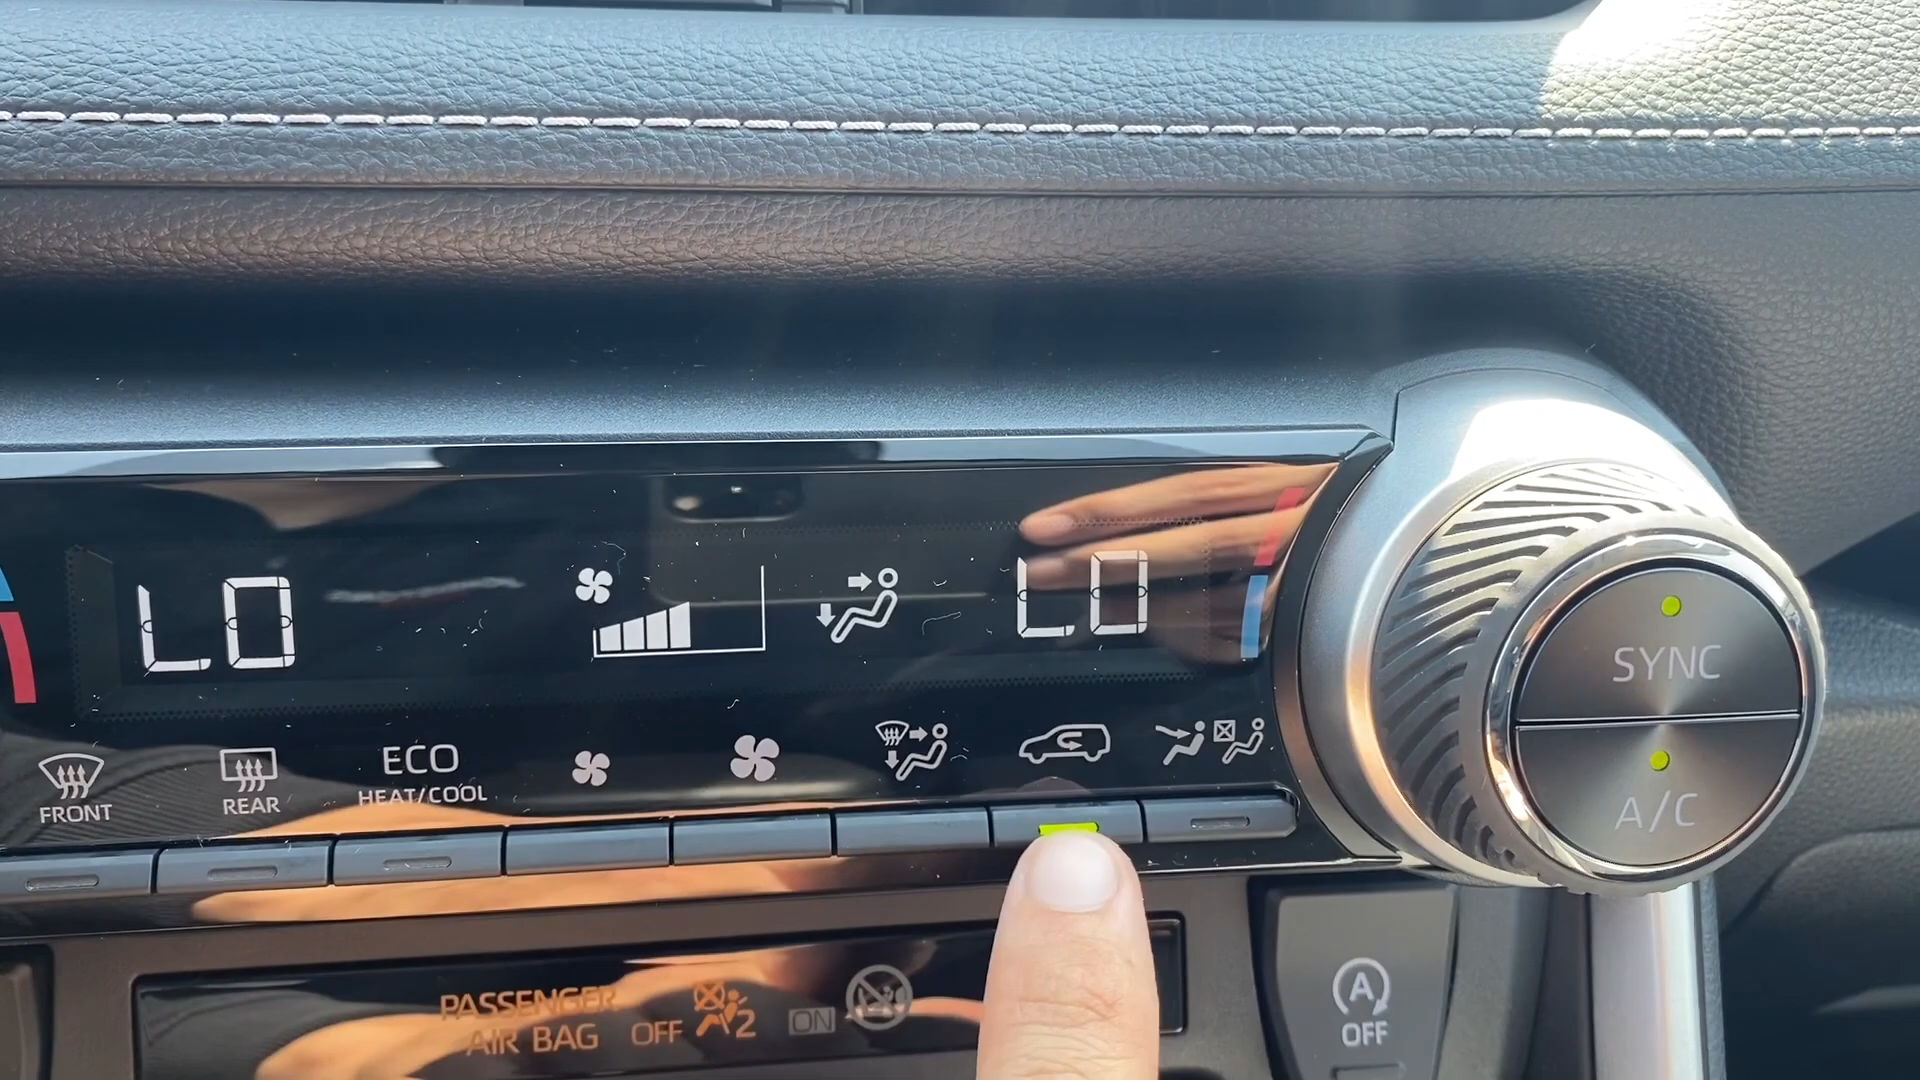 LO LO
SYNC
FRONT REAR ECO
HEAT/COOL
A/C
PASSENGER
AIR BAG OFF 2 ON
A
OFF